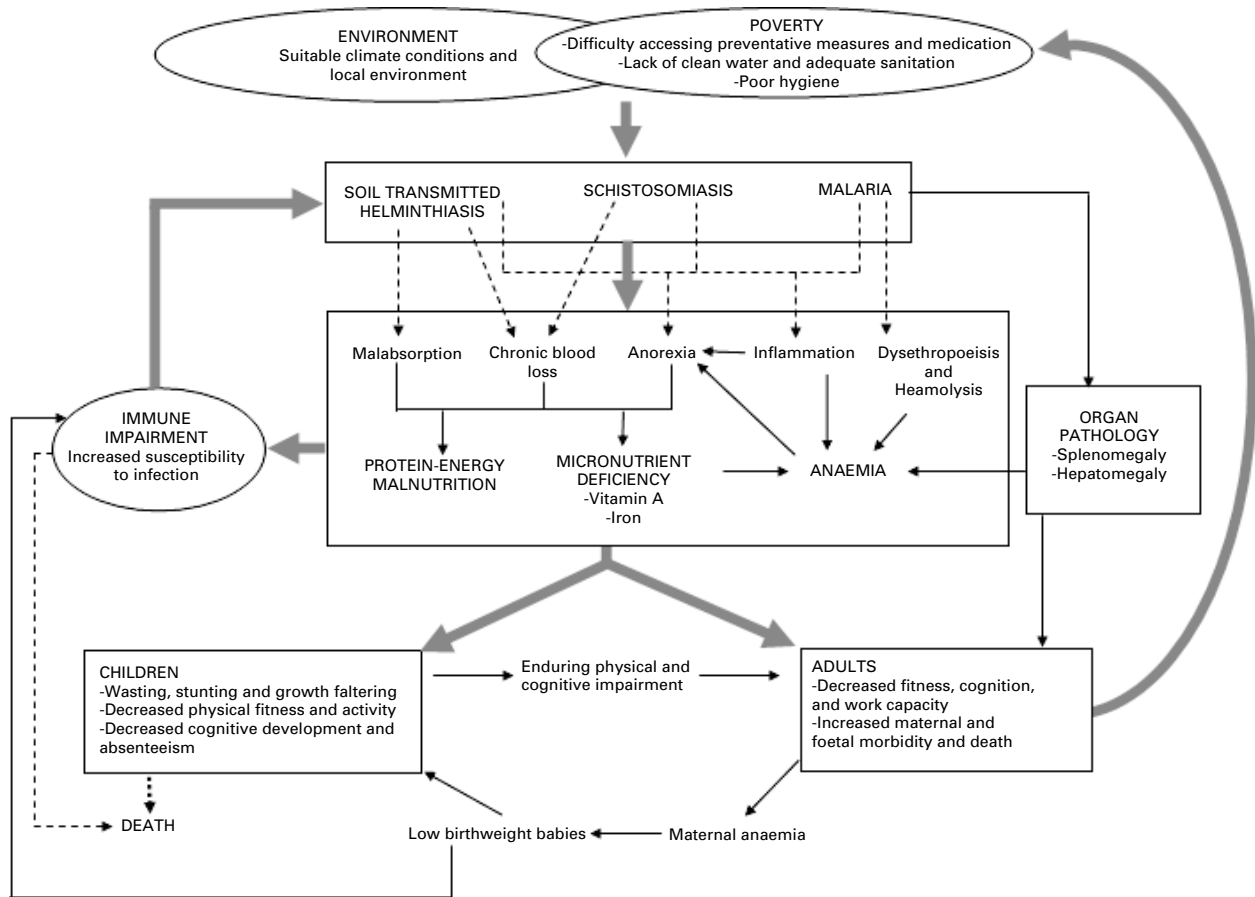 ENVIRONMENT
Suitable climate conditions and
local environment
POVERTY
-Difficulty accessing preventative measures and medication
-Lack of clean water and adequate sanitation
-Poor hygiene
SOIL TRANSMITTED
HELMINTHIASIS
SCHISTOSOMIASIS
MALARIA
Malabsorption
Chronic blood
loss
Anorexia
Inflammation
Dysethropoeisis
and
Heamolysis
IMMUNE
IMPAIRMENT
Increased susceptibility
to infection
PROTEIN-ENERGY
MALNUTRITION
MICRONUTRIENT
DEFICIENCY
-Vitamin A
-Iron
ANAEMIA
ORGAN
PATHOLOGY
-Splenomegaly
-Hepatomegaly
CHILDREN
-Wasting, stunting and growth faltering
-Decreased physical fitness and activity
-Decreased cognitive development and
absenteeism
Enduring physical and
cognitive impairment
ADULTS
-Decreased fitness, cognition,
and work capacity
-Increased maternal and
foetal morbidity and death
DEATH
Low birthweight babies
Maternal anaemia